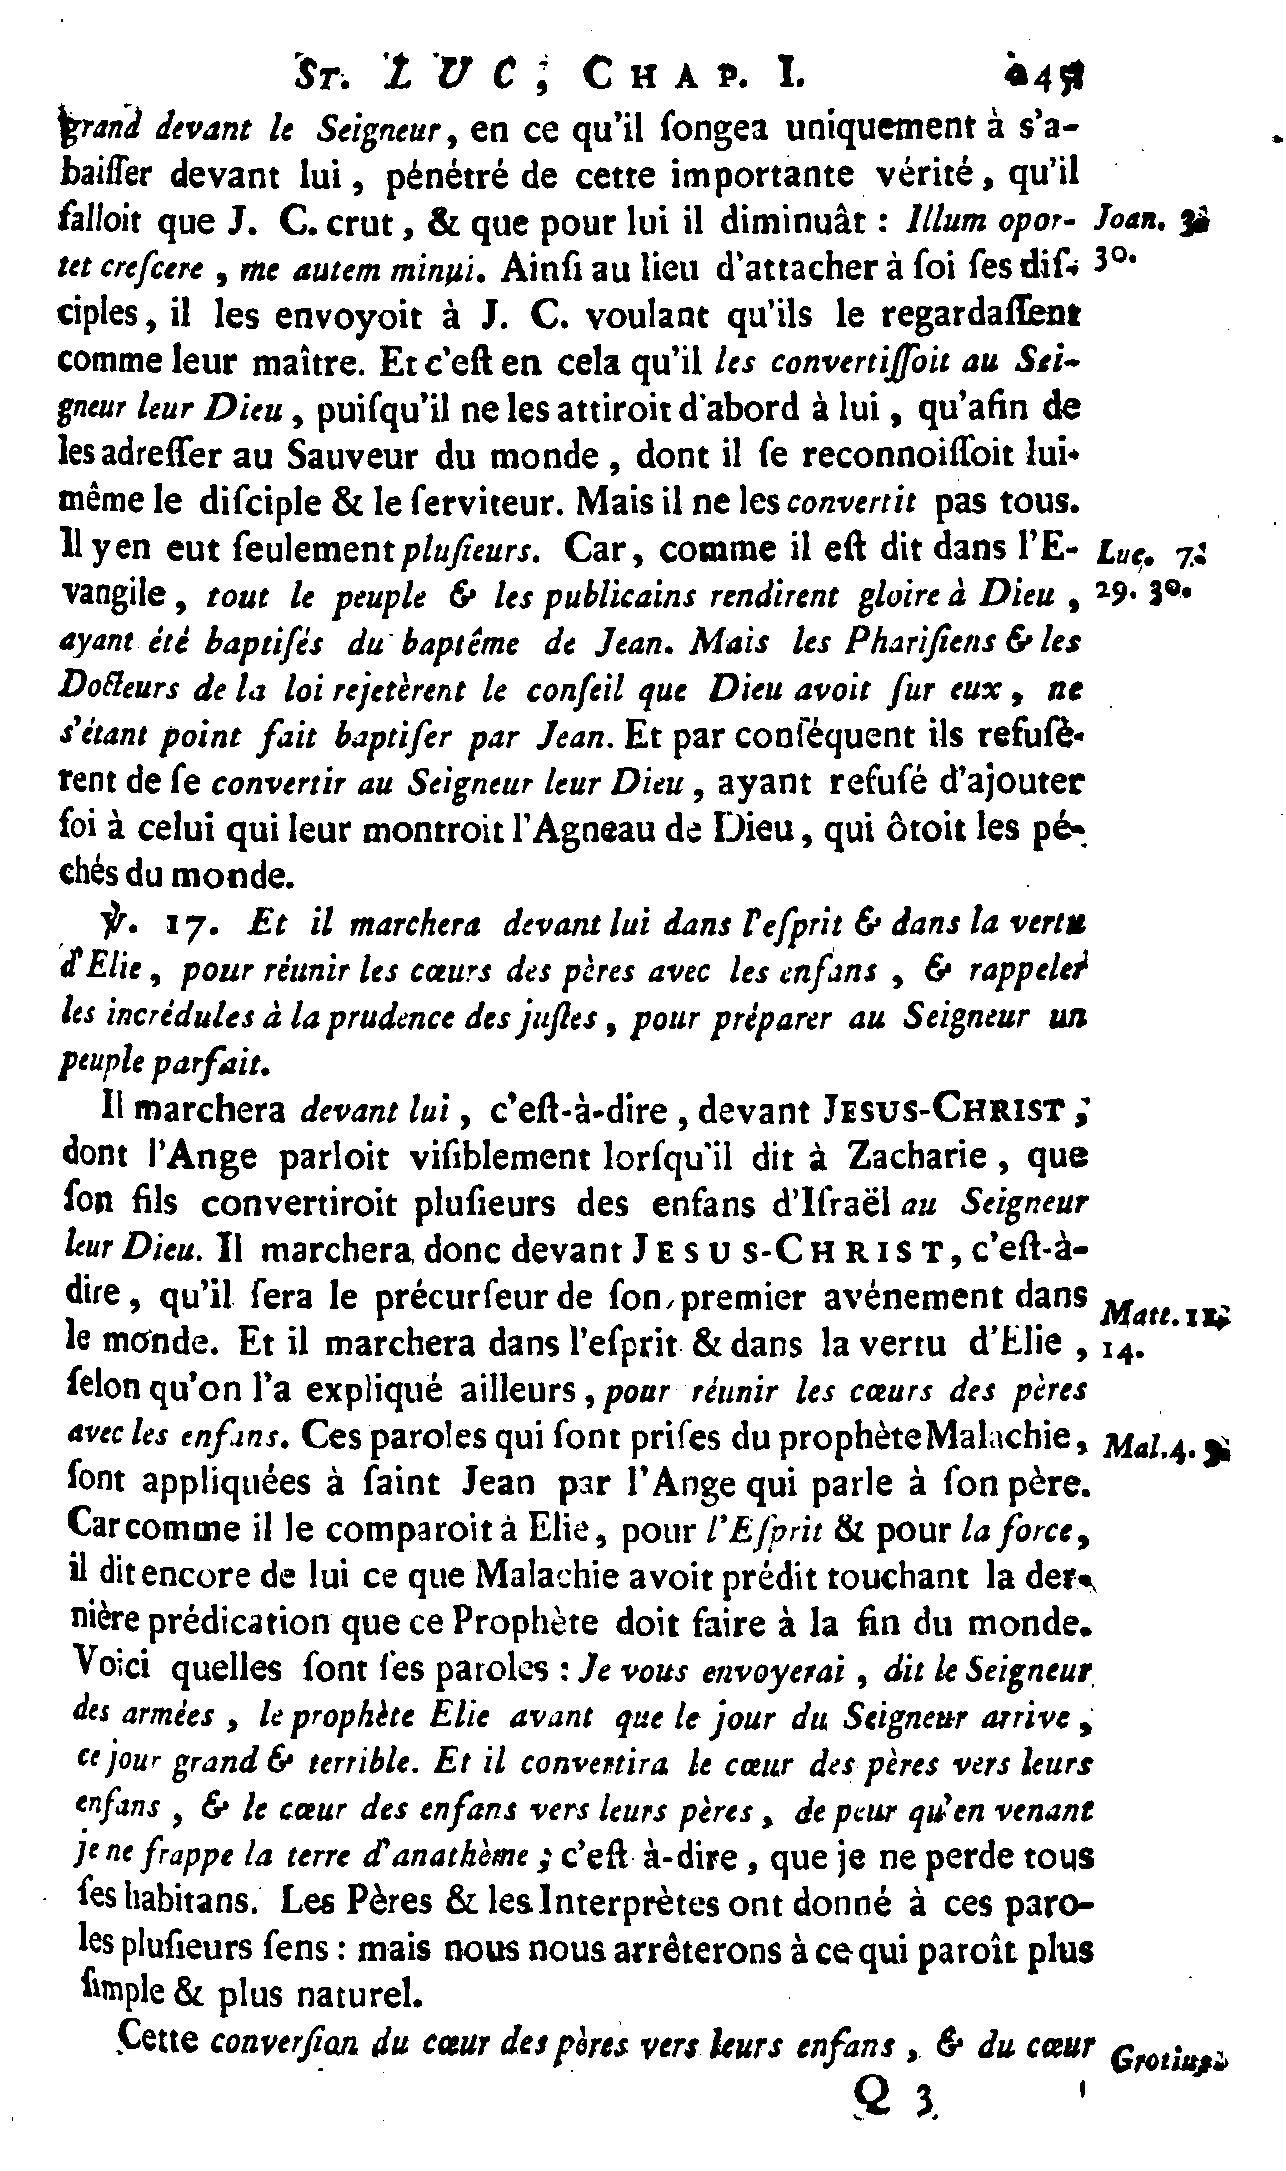 ST. LUC, CHAP. I. 245
grand devant le Seigneur, en ce qu'il ſongea uniquement à s'a-
baiſſer devant lui, pénétré de cette importante vérité, qu'il
falloit que J. C. crut, & que pour lui il diminuât : Illum opor-
Joan. 3.
tet creſcere, me autem minui. Ainſi au lieu d'attacher à ſoi ſes diſ-
30.
ciples, il les envoyoit à J. C. voulant qu'ils le regardaſſent
comme leur maître. Et c'eſt en cela qu'il les convertiſſoit au Sei-
gneur leur Dieu, puiſqu'il ne les attiroit d'abord à lui, qu'afin de
les adreſſer au Sauveur du monde, dont il ſe reconnoiſſoit lui-
même le diſciple & le ſerviteur. Mais il ne les convertit pas tous.
Il y en eut ſeulement pluſieurs. Car, comme il eſt dit dans l'E-
Luc. 7.
vangile, tout le peuple & les publicains rendirent gloire à Dieu,
29. 30.
ayant été baptiſés du baptême de Jean. Mais les Phariſiens & les
Docteurs de la loi rejetèrent le conſeil que Dieu avoit ſur eux, ne
s'étant point fait baptiſer par Jean. Et par conſéquent ils refuſè-
rent de ſe convertir au Seigneur leur Dieu, ayant refuſé d'ajouter
foi à celui qui leur montroit l'Agneau de Dieu, qui ôtoit les pé-
chés du monde.
℣. 17. Et il marchera devant lui dans l'eſprit & dans la vertu
d'Elie, pour réunir les cœurs des pères avec les enfans, & rappeler
les incrédules à la prudence des juſtes, pour préparer au Seigneur un
peuple parfait.
Il marchera devant lui, c'eſt-à-dire, devant JESUS-CHRIST;
dont l'Ange parloit viſiblement lorſqu'il dit à Zacharie, que
ſon fils convertiroit pluſieurs des enfans d'Iſraël au Seigneur
leur Dieu. Il marchera donc devant JESUS-CHRIST, c'eſt-à-
dire, qu'il ſera le précurſeur de ſon premier avénement dans
Matt. 11.
le monde. Et il marchera dans l'eſprit & dans la vertu d'Elie,
14.
ſelon qu'on l'a expliqué ailleurs, pour réunir les cœurs des pères
avec les enfans. Ces paroles qui ſont priſes du prophète Malachie,
Mal. 4. 5.
ſont appliquées à ſaint Jean par l'Ange qui parle à ſon père.
Car comme il le comparoit à Elie, pour l'Eſprit & pour la force,
il dit encore de lui ce que Malachie avoit prédit touchant la der-
nière prédication que ce Prophète doit faire à la fin du monde.
Voici quelles ſont ſes paroles : Je vous envoyerai, dit le Seigneur
des armées, le prophète Elie avant que le jour du Seigneur arrive,
ce jour grand & terrible. Et il convertira le cœur des pères vers leurs
enfans, & le cœur des enfans vers leurs pères, de peur qu'en venant
je ne frappe la terre d'anathème; c'eſt-à-dire, que je ne perde tous
ſes habitans. Les Pères & les Interprètes ont donné à ces paro-
les pluſieurs ſens : mais nous nous arrêterons à ce qui paroît plus
ſimple & plus naturel.
Cette converſion du cœur des pères vers leurs enfans, & du cœur
Grotius.
Q 3